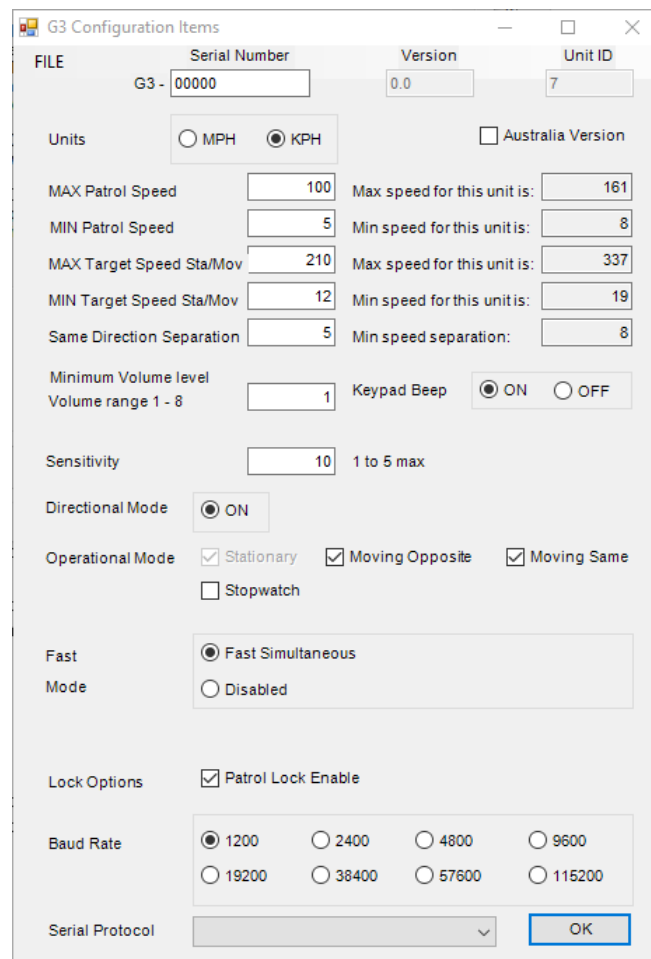 G3 Configuration Items
FILE Serial Number Version Unit ID
G3 - 00000 0.0 7
Units MPH KPH Australia Version
MAX Patrol Speed 100 Max speed for this unit is: 161
MIN Patrol Speed 5 Min speed for this unit is: 8
MAX Target Speed Sta/Mov 210 Max speed for this unit is: 337
MIN Target Speed Sta/Mov 12 Min speed for this unit is: 19
Same Direction Separation 5 Min speed separation: 8
Minimum Volume level
Volume range 1 - 8 1 Keypad Beep ON OFF
Sensitivity 10 1 to 5 max
Directional Mode ON
Operational Mode Stationary Moving Opposite Moving Same
Stopwatch
Fast Fast Simultaneous
Mode Disabled
Lock Options Patrol Lock Enable
Baud Rate 1200 2400 4800 9600
19200 38400 57600 115200
Serial Protocol OK